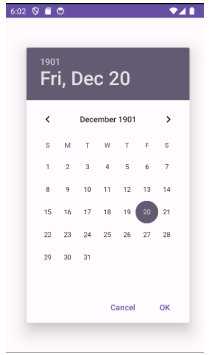 6:02
1901
Fri, Dec 20
December 1901
S M T W T F S
1 2 3 4 5 6 7
8 9 10 11 12 13 14
15 16 17 18 19 20 21
22 23 24 25 26 27 28
29 30 31
Cancel OK